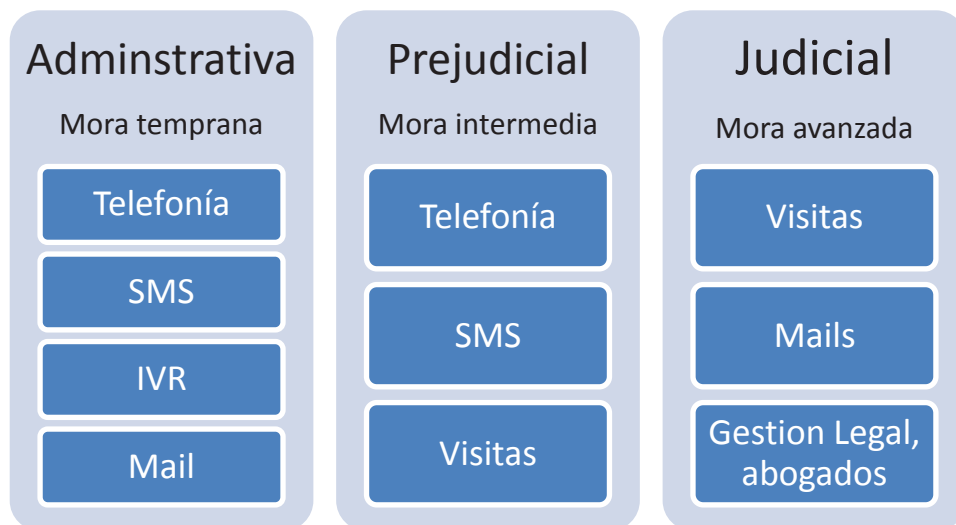 Adminstrativa
Mora temprana
Telefonía
SMS
IVR
Mail
Prejudicial
Mora intermedia
Telefonía
SMS
Visitas
Judicial
Mora avanzada
Visitas
Mails
Gestion Legal,
abogados